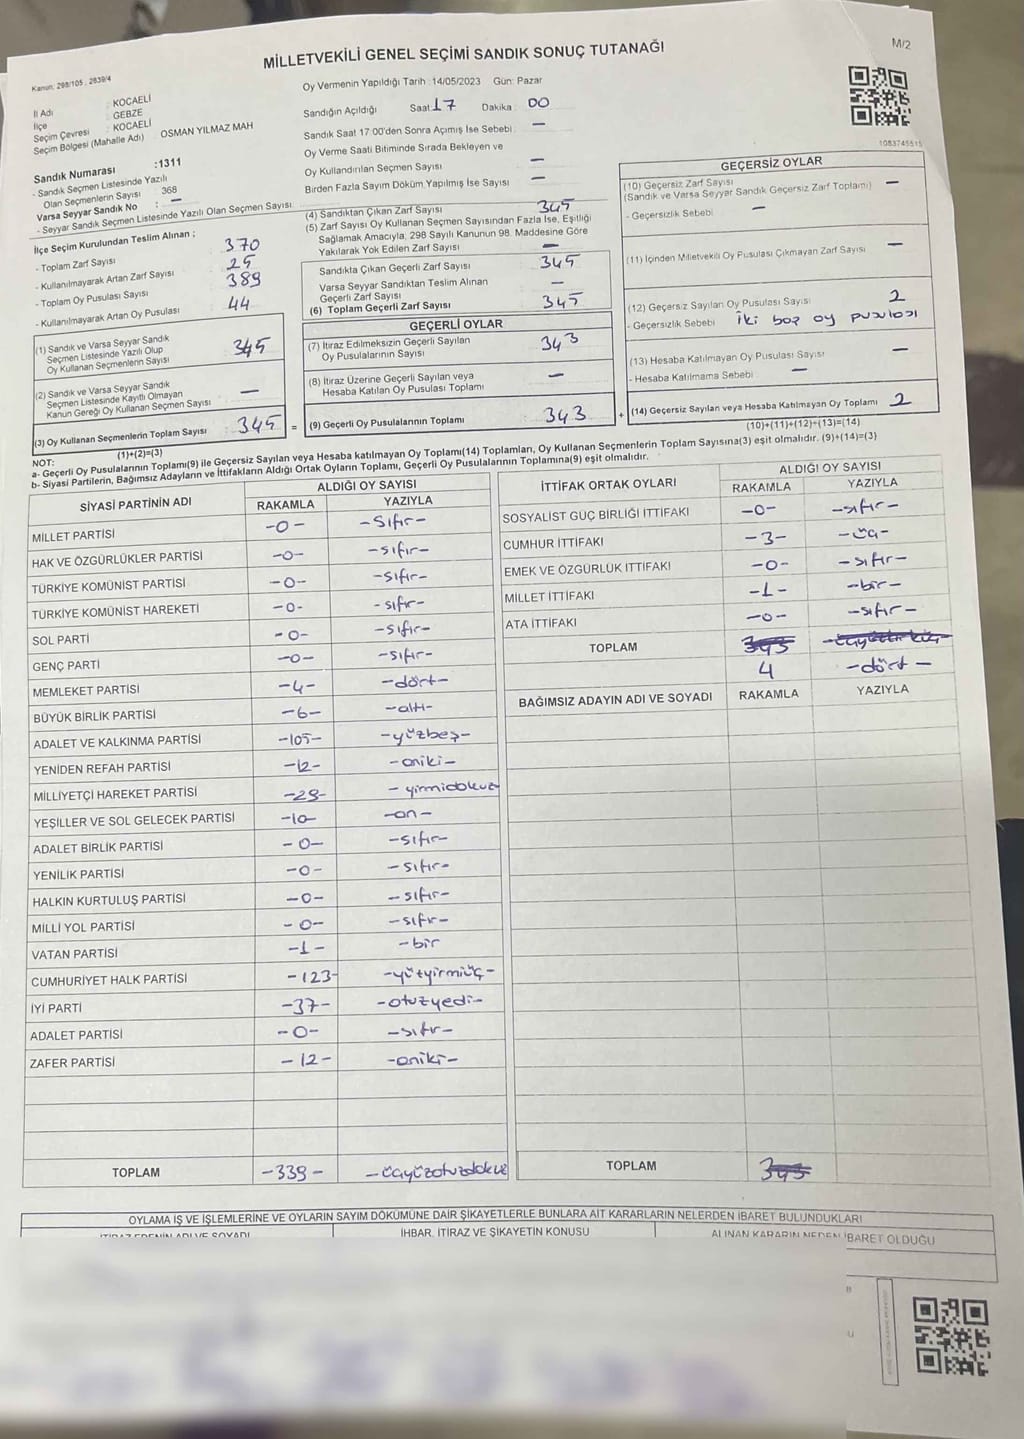 MİLLETVEKİLİ GENEL SEÇİMİ SANDIK SONUÇ TUTANAĞI
M/2
Kanun: 298/105 , 2839/4
Oy Vermenin Yapıldığı Tarih : 14/05/2023 Gün: Pazar
İl Adı : KOCAELİ
İlçe : GEBZE
Seçim Çevresi : KOCAELİ
Seçim Bölgesi (Mahalle Adı) OSMAN YILMAZ MAH
Sandığın Açıldığı Saat 17 Dakika : 00
Sandık Saat 17:00'den Sonra Açımış İse Sebebi : —
Oy Verme Saati Bitiminde Sırada Bekleyen ve
Oy Kullandırılan Seçmen Sayısı —
Birden Fazla Sayım Döküm Yapılmış İse Sayısı —
1083745515
Sandık Numarası :1311
- Sandık Seçmen Listesinde Yazılı
Olan Seçmenlerin Sayısı : 368
Varsa Seyyar Sandık No : —
- Seyyar Sandık Seçmen Listesinde Yazılı Olan Seçmen Sayısı
İlçe Seçim Kurulundan Teslim Alınan ;
- Toplam Zarf Sayısı : 370
- Kullanılmayarak Artan Zarf Sayısı : 25
- Toplam Oy Pusulası Sayısı : 389
- Kullanılmayarak Artan Oy Pusulası : 44
(1) Sandık ve Varsa Seyyar Sandık
Seçmen Listesinde Yazılı Olup
Oy Kullanan Seçmenlerin Sayısı : 345
(2) Sandık ve Varsa Seyyar Sandık
Seçmen Listesinde Kayıtlı Olmayan
Kanun Gereği Oy Kullanan Seçmen Sayısı : —
(3) Oy Kullanan Seçmenlerin Toplam Sayısı : 345
(1)+(2)=(3)
(4) Sandıktan Çıkan Zarf Sayısı : 345
(5) Zarf Sayısı Oy Kullanan Seçmen Sayısından Fazla İse, Eşitliği
Sağlamak Amacıyla, 298 Sayılı Kanunun 98. Maddesine Göre
Yakılarak Yok Edilen Zarf Sayısı : —
Sandıkta Çıkan Geçerli Zarf Sayısı : 345
Varsa Seyyar Sandıktan Teslim Alınan
Geçerli Zarf Sayısı : —
(6) Toplam Geçerli Zarf Sayısı : 345
GEÇERLİ OYLAR
(7) İtiraz Edilmeksizin Geçerli Sayılan
Oy Pusulalarının Sayısı : 343
(8) İtiraz Üzerine Geçerli Sayılan veya
Hesaba Katılan Oy Pusulası Toplamı : —
= (9) Geçerli Oy Pusulalarının Toplamı : 343 +
GEÇERSİZ OYLAR
(10) Geçersiz Zarf Sayısı
(Sandık ve Varsa Seyyar Sandık Geçersiz Zarf Toplamı) —
- Geçersizlik Sebebi : —
(11) İçinden Milletvekili Oy Pusulası Çıkmayan Zarf Sayısı —
(12) Geçersiz Sayılan Oy Pusulası Sayısı 2
- Geçersizlik Sebebi : iki boş oy pusulası
(13) Hesaba Katılmayan Oy Pusulası Sayısı —
- Hesaba Katılmama Sebebi : —
(14) Geçersiz Sayılan veya Hesaba Katılmayan Oy Toplamı 2
(10)+(11)+(12)+(13)=(14)
NOT:
a- Geçerli Oy Pusulalarının Toplamı(9) ile Geçersiz Sayılan veya Hesaba katılmayan Oy Toplamı(14) Toplamları, Oy Kullanan Seçmenlerin Toplam Sayısına(3) eşit olmalıdır. (9)+(14)=(3)
b- Siyasi Partilerin, Bağımsız Adayların ve İttifakların Aldığı Ortak Oyların Toplamı, Geçerli Oy Pusulalarının Toplamına(9) eşit olmalıdır.
SİYASİ PARTİNİN ADI ALDIĞI OY SAYISI
RAKAMLA YAZIYLA
MİLLET PARTİSİ -0- -sıfır-
HAK VE ÖZGÜRLÜKLER PARTİSİ -0- -sıfır-
TÜRKİYE KOMÜNİST PARTİSİ -0- -sıfır-
TÜRKİYE KOMÜNİST HAREKETİ -0- -sıfır-
SOL PARTİ -0- -sıfır-
GENÇ PARTİ -0- -sıfır-
MEMLEKET PARTİSİ -4- -dört-
BÜYÜK BİRLİK PARTİSİ -6- -altı-
ADALET VE KALKINMA PARTİSİ -105- -yüzbeş-
YENİDEN REFAH PARTİSİ -12- -oniki-
MİLLİYETÇİ HAREKET PARTİSİ -29- -yirmidokuz
YEŞİLLER VE SOL GELECEK PARTİSİ -10- -on-
ADALET BİRLİK PARTİSİ -0- -sıfır-
YENİLİK PARTİSİ -0- -sıfır-
HALKIN KURTULUŞ PARTİSİ -0- -sıfır-
MİLLİ YOL PARTİSİ -0- -sıfır-
VATAN PARTİSİ -1- -bir
CUMHURİYET HALK PARTİSİ -123- -yüzyirmiüç-
İYİ PARTİ -37- -otuzyedi-
ADALET PARTİSİ -0- -sıfır-
ZAFER PARTİSİ -12- -oniki-
TOPLAM -339- -üçyüzotuzdokuz
İTTİFAK ORTAK OYLARI ALDIĞI OY SAYISI
RAKAMLA YAZIYLA
SOSYALİST GÜÇ BİRLİĞİ İTTİFAKI -0- -sıfır-
CUMHUR İTTİFAKI -3- -üç-
EMEK VE ÖZGÜRLÜK İTTİFAKI -0- -sıfır-
MİLLET İTTİFAKI -1- -bir-
ATA İTTİFAKI -0- -sıfır-
TOPLAM 343
4 -dört-
BAĞIMSIZ ADAYIN ADI VE SOYADI RAKAMLA YAZIYLA
TOPLAM 343
OYLAMA İŞ VE İŞLEMLERİNE VE OYLARIN SAYIM DÖKÜMÜNE DAİR ŞİKAYETLERLE BUNLARA AİT KARARLARIN NELERDEN İBARET BULUNDUKLARI
İTİRAZ EDENİN ADI VE SOYADI İHBAR, İTİRAZ VE ŞİKAYETİN KONUSU ALINAN KARARIN NEDEN İBARET OLDUĞU